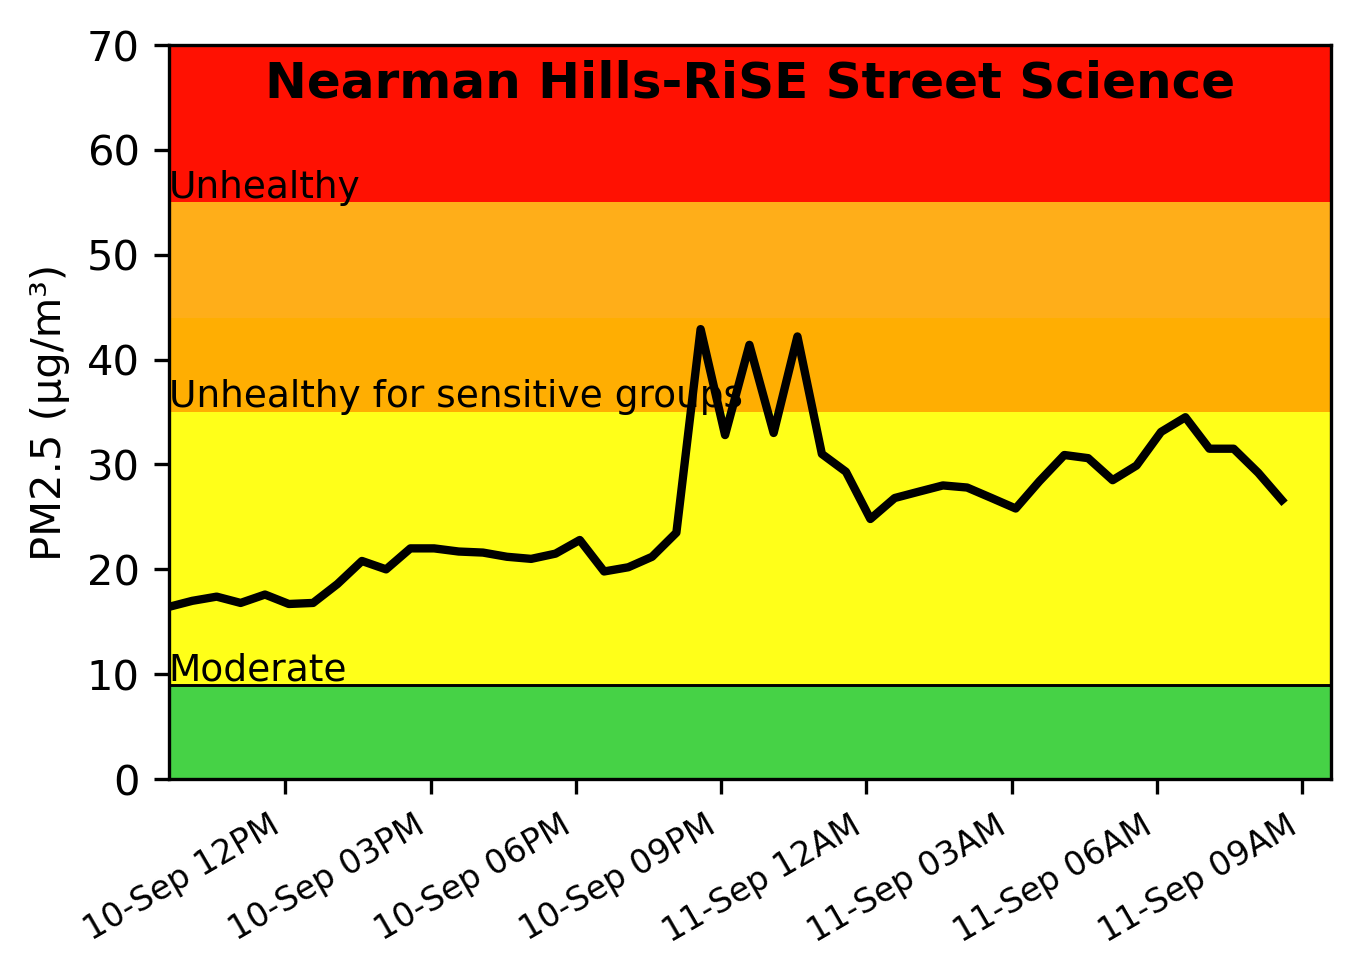 Nearman Hills-RiSE Street Science
70
60
Unhealthy
50
40
Unhealthy for sensitive groups
30
20
10
Moderate
0
PM2.5 (µg/m³)
10-Sep 12PM
10-Sep 03PM
10-Sep 06PM
10-Sep 09PM
11-Sep 12AM
11-Sep 03AM
11-Sep 06AM
11-Sep 09AM